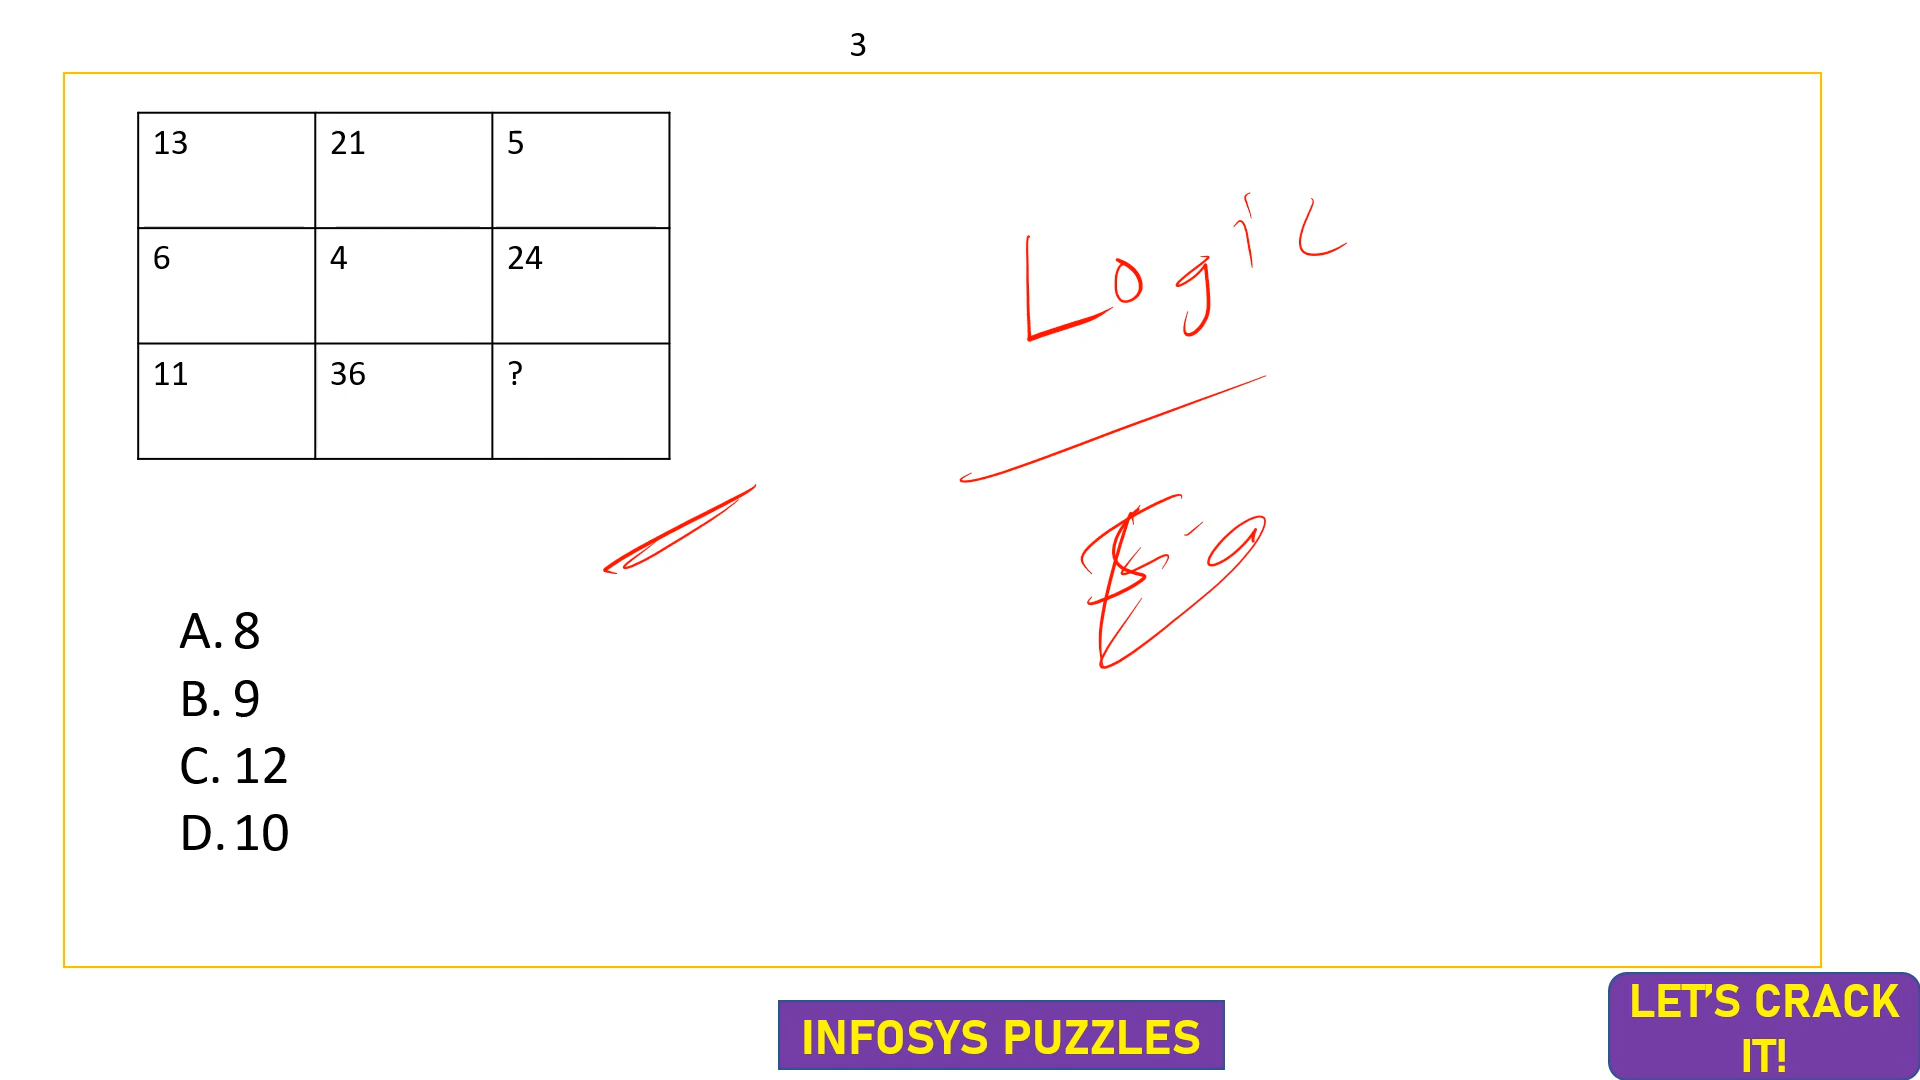 3
13 21 5
6 4 24
11 36 ?
Logic
A. 8
B. 9
C. 12
D. 10
INFOSYS PUZZLES
LET'S CRACK
IT!